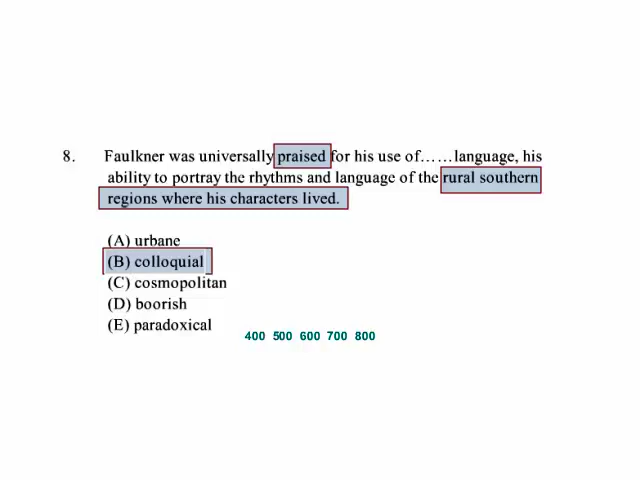 8. Faulkner was universally praised for his use of......language, his
ability to portray the rhythms and language of the rural southern
regions where his characters lived.
(A) urbane
(B) colloquial
(C) cosmopolitan
(D) boorish
(E) paradoxical
400 500 600 700 800